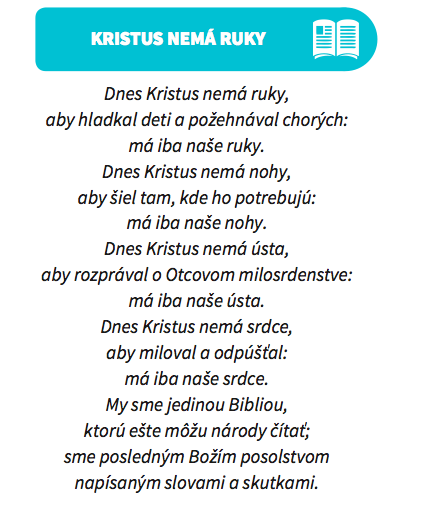 KRISTUS NEMÁ RUKY
Dnes Kristus nemá ruky,
aby hladkal deti a požehnával chorých:
má iba naše ruky.
Dnes Kristus nemá nohy,
aby šiel tam, kde ho potrebujú:
má iba naše nohy.
Dnes Kristus nemá ústa,
aby rozprával o Otcovom milosrdenstve:
má iba naše ústa.
Dnes Kristus nemá srdce,
aby miloval a odpúšťal:
má iba naše srdce.
My sme jedinou Bibliou,
ktorú ešte môžu národy čítať;
sme posledným Božím posolstvom
napísaným slovami a skutkami.